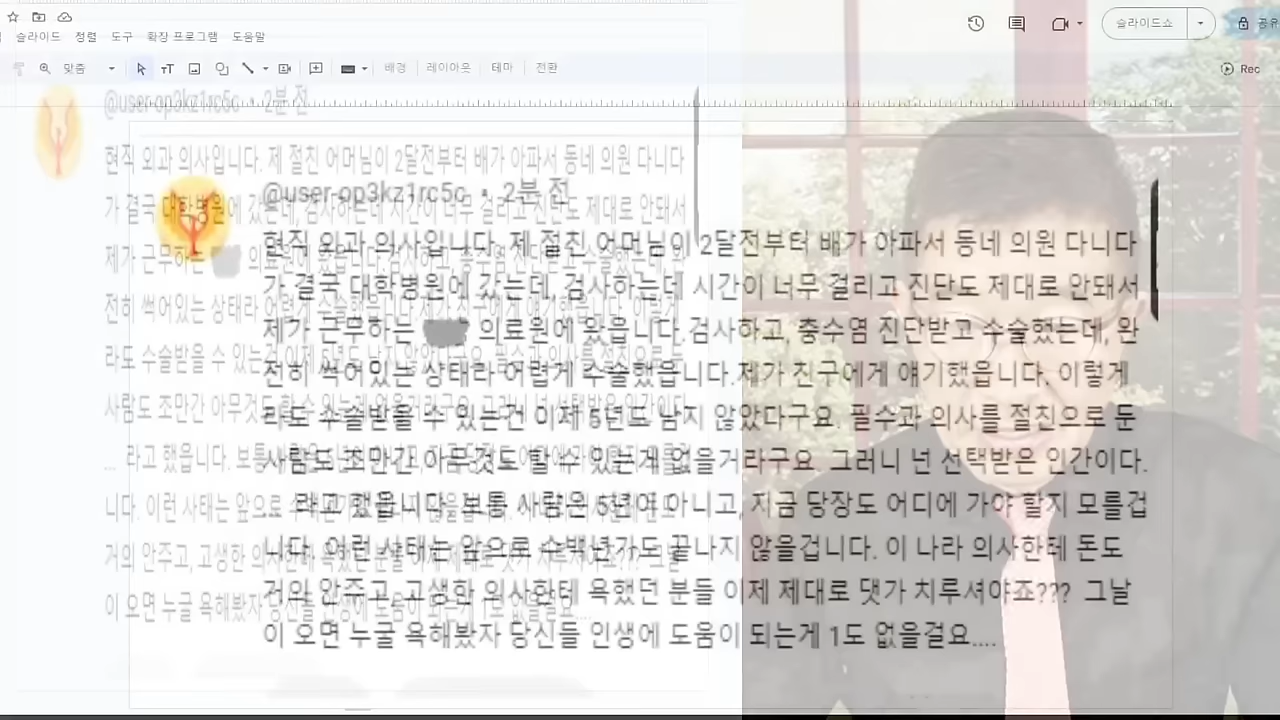 슬라이드 정렬 도구 확장 프로그램 도움말
슬라이드쇼
맞춤
배경 레이아웃 테마 전환
Rec
@user-op3kz1rc5c • 2분 전
현직 외과 의사입니다. 제 절친 어머님이 2달전부터 배가 아파서 동네 의원 다니다
가 결국 대학병원에 갔는데, 검사하는데 시간이 너무 걸리고 진단도 제대로 안돼서
제가 근무하는 의료원에 왔읍니다.검사하고, 충수염 진단받고 수술했는데, 완
전히 썩어있는 상태라 어렵게 수술했읍니다.제가 친구에게 얘기했읍니다. 이렇게
라도 수술받을 수 있는건 이제 5년도 남지 않았다구요. 필수과 의사를 절친으로 둔
사람도 조만간 아무것도 할 수 있는게 없을거라구요. 그러니 넌 선택받은 인간이다.
... 라고 했읍니다. 보통 사람은 5년이 아니고, 지금 당장도 어디에 가야 할지 모를겁
니다. 이런 사태는 앞으로 수백년가도 끝나지 않을겁니다. 이 나라 의사한테 돈도
거의 안주고, 고생한 의사한테 욕했던 분들 이제 제대로 댓가 치루셔야죠??? 그날
이 오면 누굴 욕해봤자 당신들 인생에 도움이 되는게 1도 없을걸요....